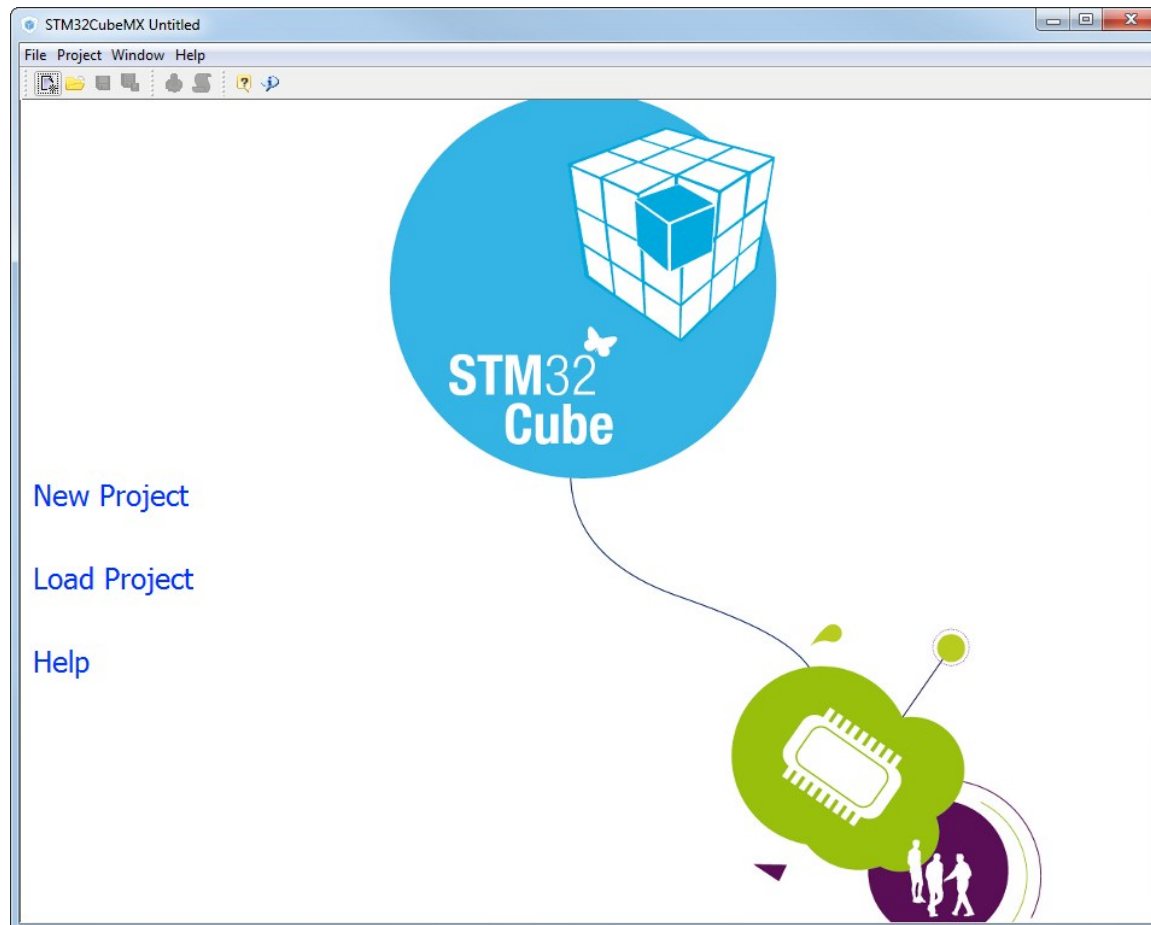 STM32CubeMX Untitled
File Project Window Help
STM32
Cube
New Project
Load Project
Help